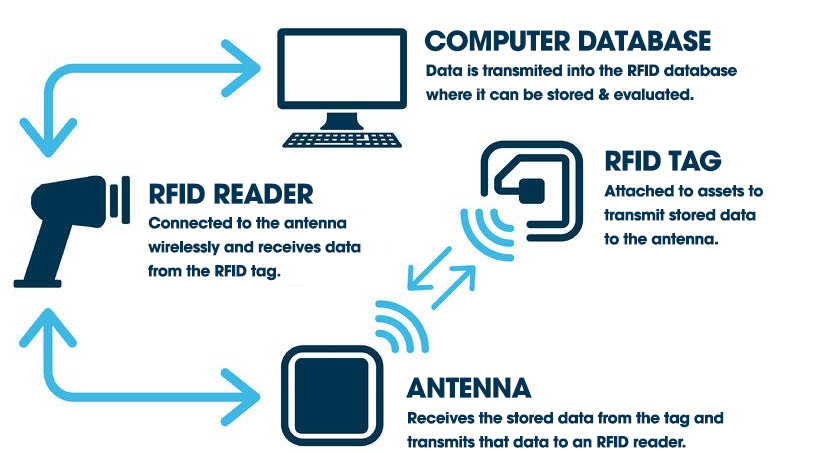 COMPUTER DATABASE
Data is transmited into the RFID database
where it can be stored & evaluated.
RFID TAG
Attached to assets to
transmit stored data
to the antenna.
RFID READER
Connected to the antenna
wirelessly and receives data
from the RFID tag.
ANTENNA
Receives the stored data from the tag and
transmits that data to an RFID reader.